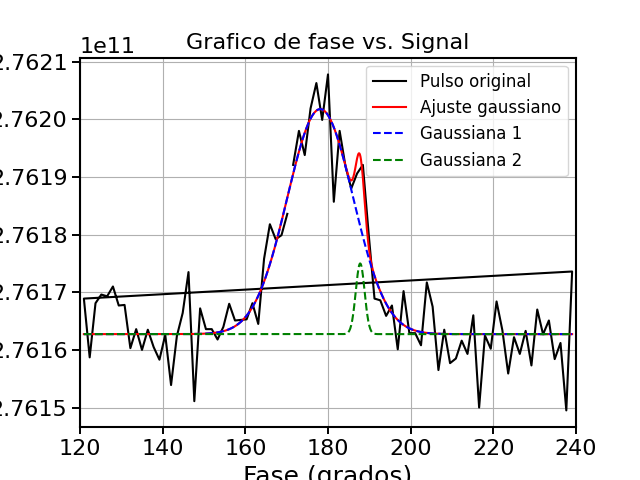 1e11
Grafico de fase vs. Signal
2.7621
2.7620
2.7619
2.7618
2.7617
2.7616
2.7615
Pulso original
Ajuste gaussiano
Gaussiana 1
Gaussiana 2
120 140 160 180 200 220 240
Fase (grados)